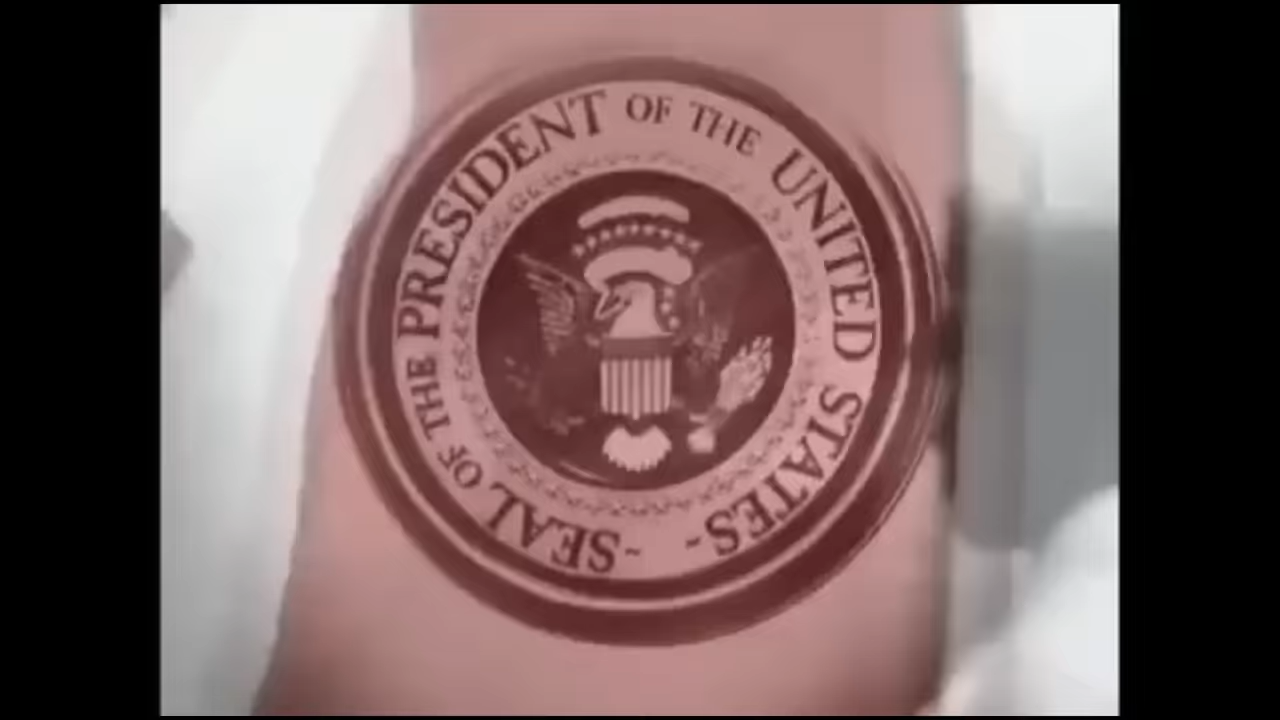 - SEAL OF THE PRESIDENT OF THE UNITED STATES -